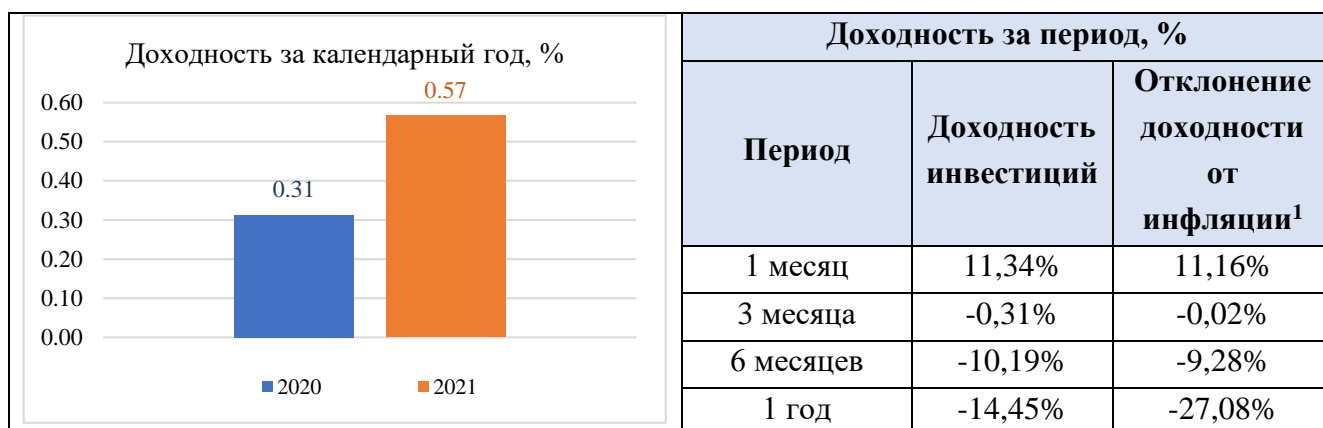 Доходность за календарный год, %
0.57
0.60
0.50
0.40
0.31
0.30
0.20
0.10
0.00
2020 2021
Доходность за период, %
Период
Доходность
инвестиций
Отклонение
доходности
от
инфляции¹
1 месяц 11,34% 11,16%
3 месяца -0,31% -0,02%
6 месяцев -10,19% -9,28%
1 год -14,45% -27,08%